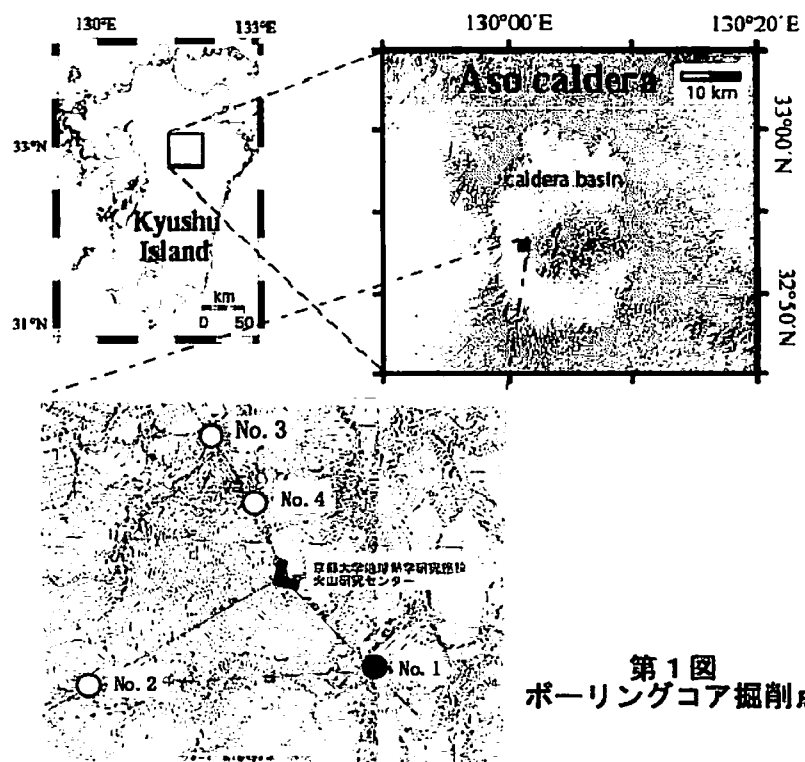 130°E
133°E
33°N
31°N
Kyushu
Island
km
0 50
130°00′E
130°20′E
Aso caldera
10 km
caldera basin
33°00′N
32°50′N
No. 3
No. 4
京都大学地球熱学研究施設
火山研究センター
No. 2
No. 1
第1図
ボーリングコア掘削点